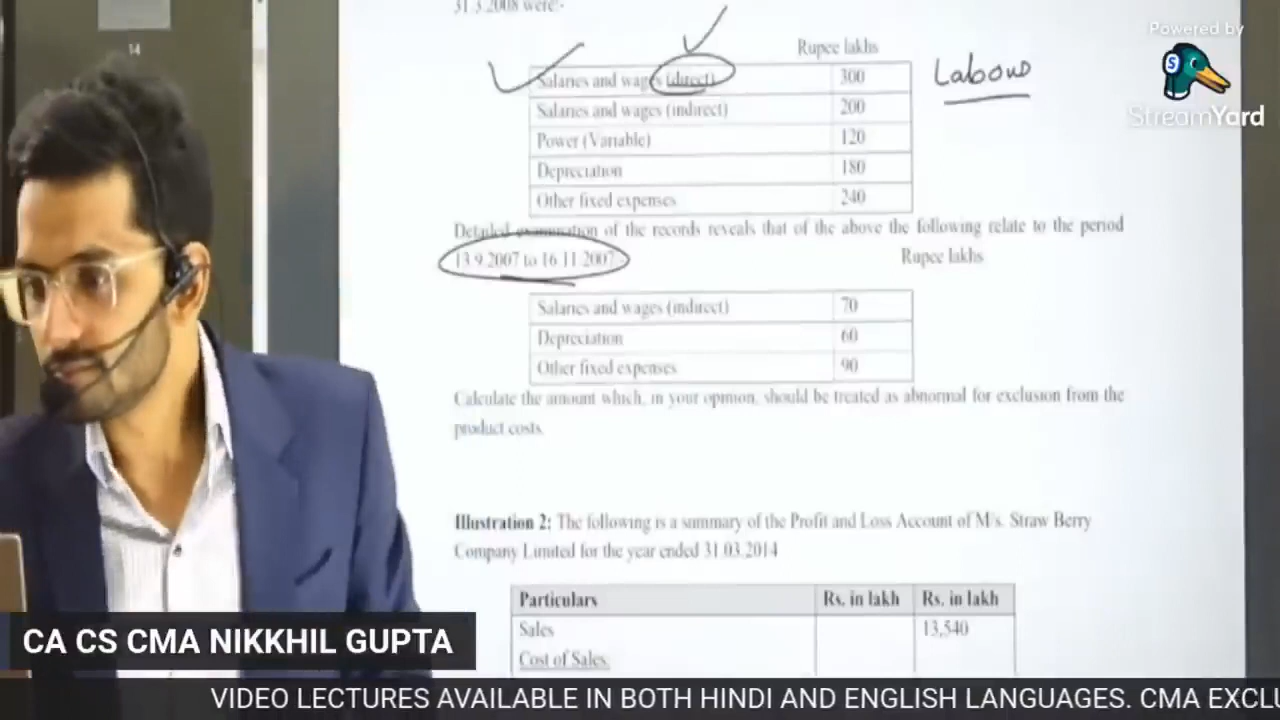 31.3.2008 were:-
Powered by
StreamYard
14
Rupee lakhs
Salaries and wages (direct) 300
Labour
Salaries and wages (indirect) 200
Power (Variable) 120
Depreciation 180
Other fixed expenses 240
Detailed examination of the records reveals that of the above the following relate to the period
13.9.2007 to 16.11.2007:- Rupee lakhs
Salaries and wages (indirect) 70
Depreciation 60
Other fixed expenses 90
Calculate the amount which, in your opinion, should be treated as abnormal for exclusion from the
product costs.
Illustration 2: The following is a summary of the Profit and Loss Account of M/s. Straw Berry
Company Limited for the year ended 31.03.2014
Particulars Rs. in lakh Rs. in lakh
Sales 13,540
Cost of Sales:
CA CS CMA NIKKHIL GUPTA
VIDEO LECTURES AVAILABLE IN BOTH HINDI AND ENGLISH LANGUAGES. CMA EXCLU